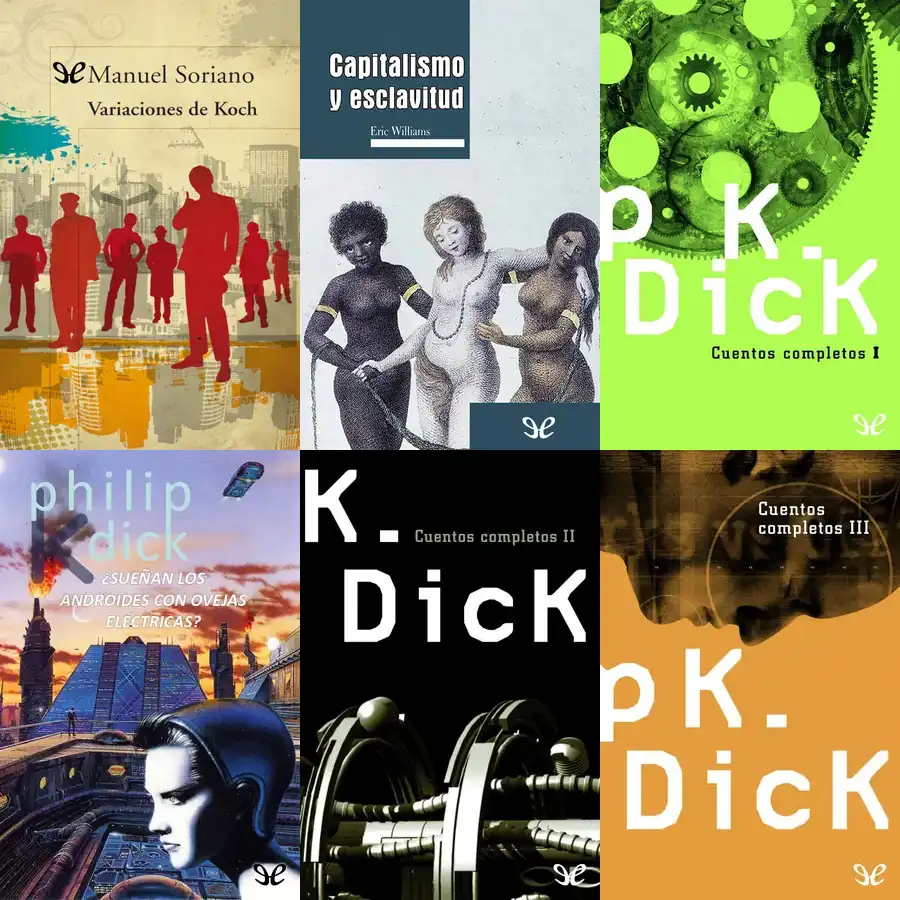 Manuel Soriano
Variaciones de Koch
Capitalismo
y esclavitud
Eric Williams
P K.
DicK
Cuentos completos I
philip
K dick
¿SUEÑAN LOS
ANDROIDES CON OVEJAS
ELÉCTRICAS?
K.
Cuentos completos II
DicK
Cuentos
completos III
pK.
DicK